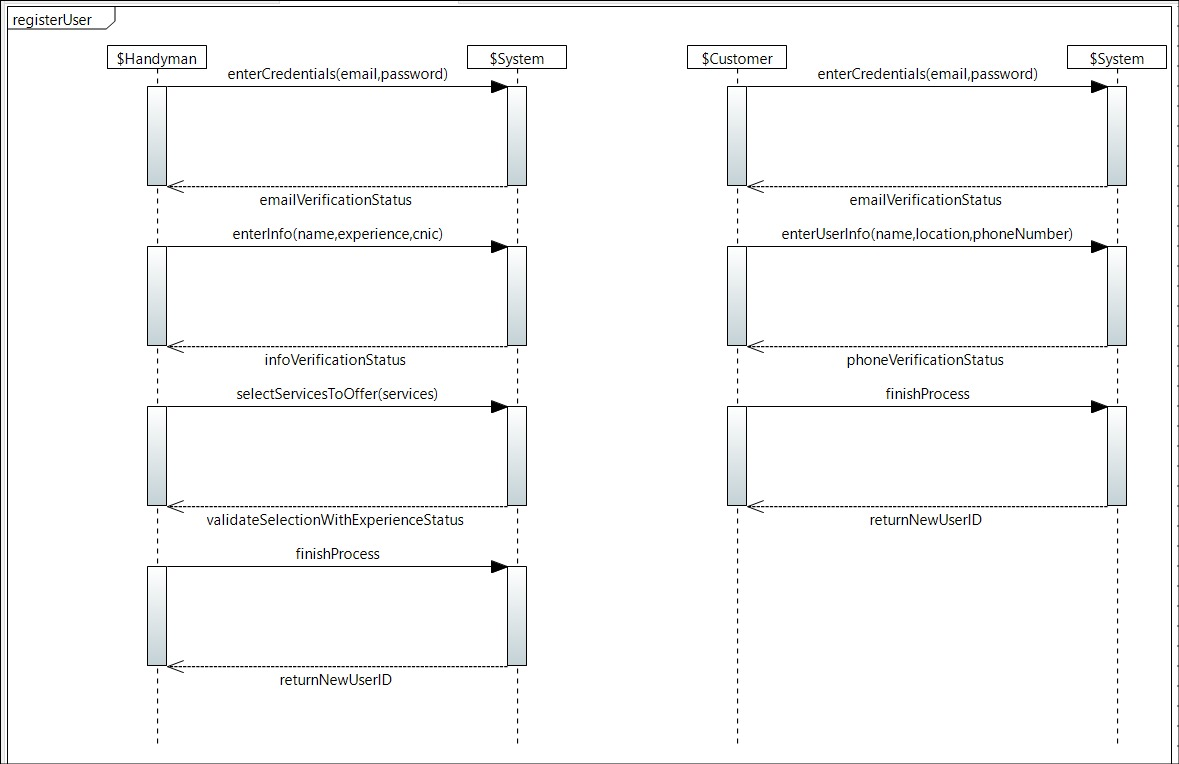 registerUser
$Handyman
$System
$Customer
$System
enterCredentials(email,password)
enterCredentials(email,password)
emailVerificationStatus
emailVerificationStatus
enterInfo(name,experience,cnic)
enterUserInfo(name,location,phoneNumber)
infoVerificationStatus
phoneVerificationStatus
selectServicesToOffer(services)
finishProcess
validateSelectionWithExperienceStatus
returnNewUserID
finishProcess
returnNewUserID